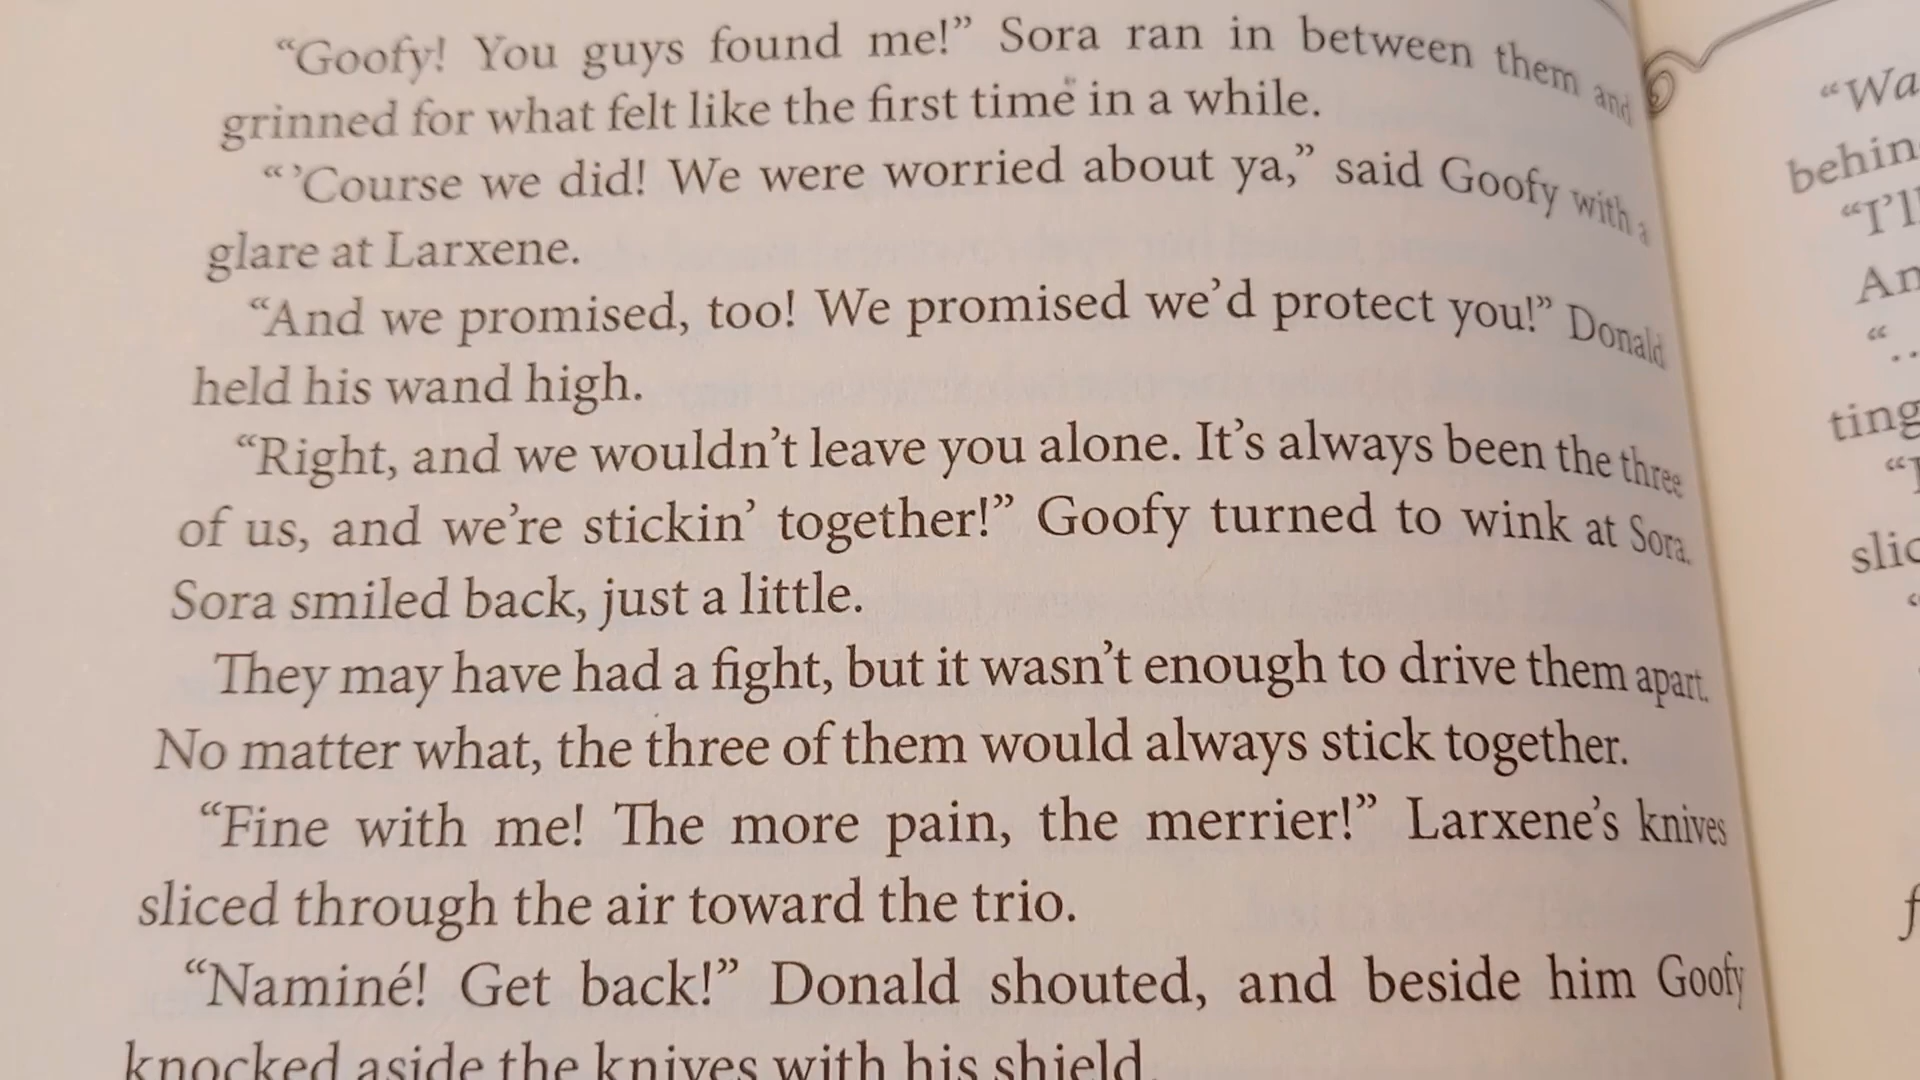 “Goofy! You guys found me!” Sora ran in between them and
grinned for what felt like the first time in a while.
“ ’Course we did! We were worried about ya,” said Goofy with a
glare at Larxene.
“And we promised, too! We promised we’d protect you!” Donald
held his wand high.
“Right, and we wouldn’t leave you alone. It’s always been the three
of us, and we’re stickin’ together!” Goofy turned to wink at Sora.
Sora smiled back, just a little.
They may have had a fight, but it wasn’t enough to drive them apart.
No matter what, the three of them would always stick together.
“Fine with me! The more pain, the merrier!” Larxene’s knives
sliced through the air toward the trio.
“Naminé! Get back!” Donald shouted, and beside him Goofy
knocked aside the knives with his shield.
“I’ll